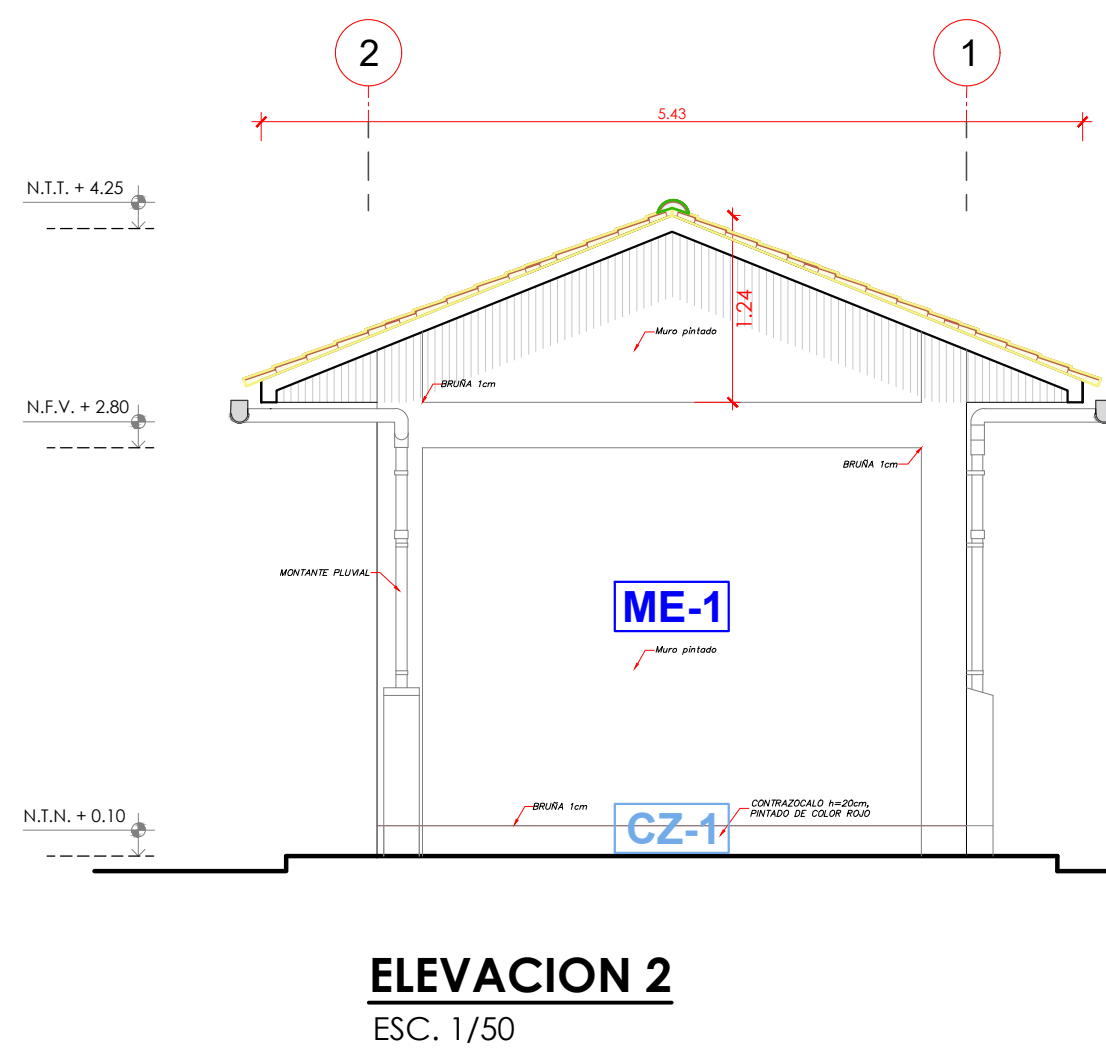 2
1
5.43
N.T.T. + 4.25
1.24
Muro pintado
BRUÑA 1cm
N.F.V. + 2.80
BRUÑA 1cm
MONTANTE PLUVIAL
ME-1
Muro pintado
N.T.N. + 0.10
BRUÑA 1cm
CONTRAZOCALO h=20cm,
PINTADO DE COLOR ROJO
CZ-1
ELEVACION 2
ESC. 1/50